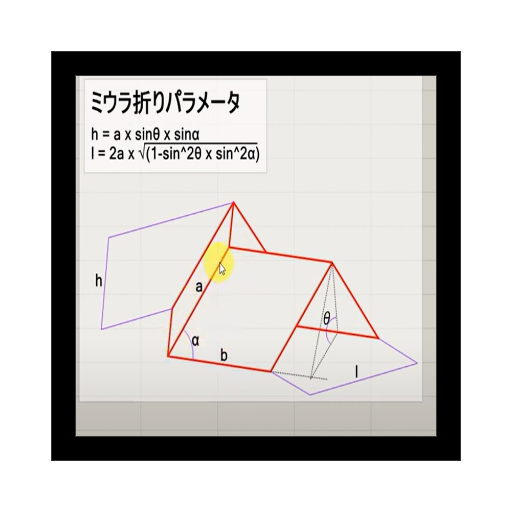 ミウラ折りパラメータ
h = a x sinθ x sinα
l = 2a x √(1-sin^2θ x sin^2α)
h
a
θ
α
b
l